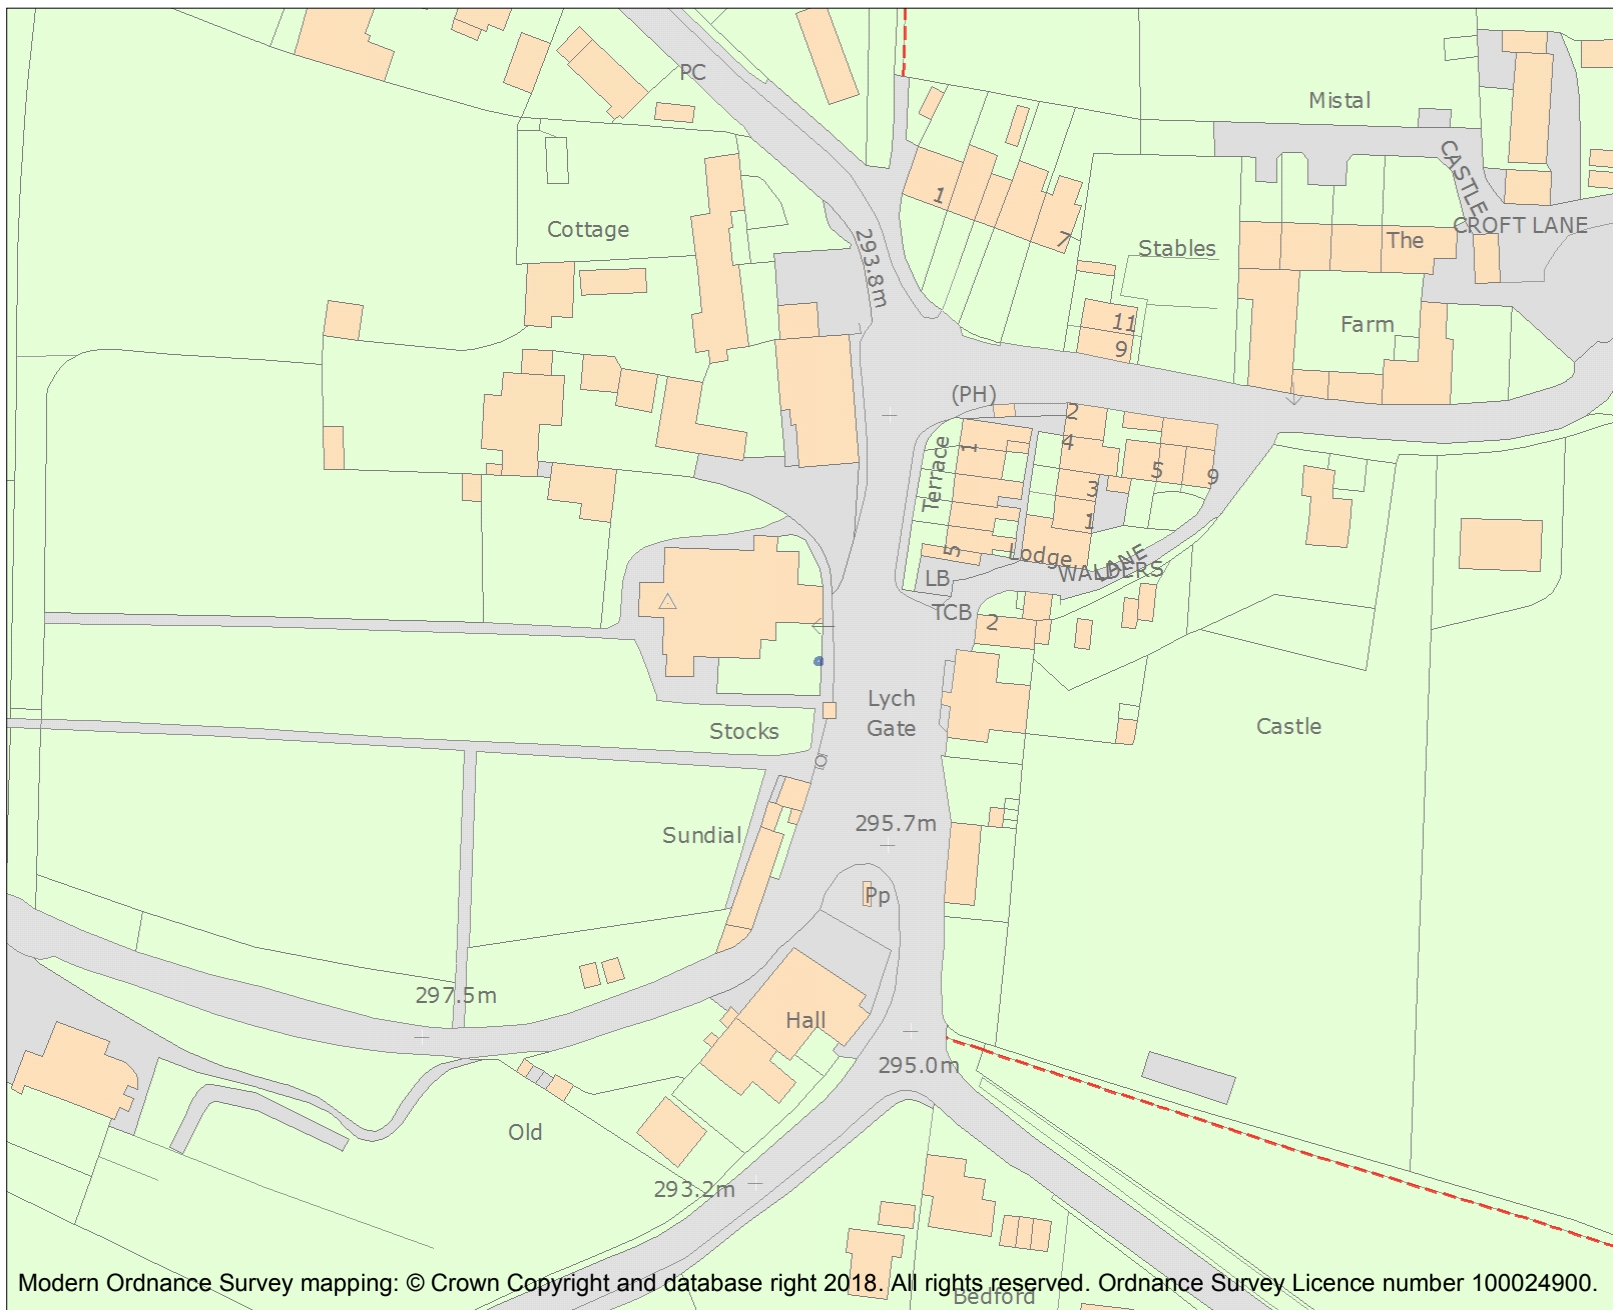 PC
Mistal
CASTLE
CROFT LANE
1
7
Cottage
Stables
The
293.8m
11
9
Farm
(PH)
2
Terrace
1
4
5
9
3
1
5
Lodge
LANE
WALDERS
LB
TCB
2
Lych
Gate
Stocks
Castle
295.7m
Sundial
Pp
297.5m
Hall
295.0m
Old
293.2m
Bedford
Modern Ordnance Survey mapping: © Crown Copyright and database right 2018. All rights reserved. Ordnance Survey Licence number 100024900.